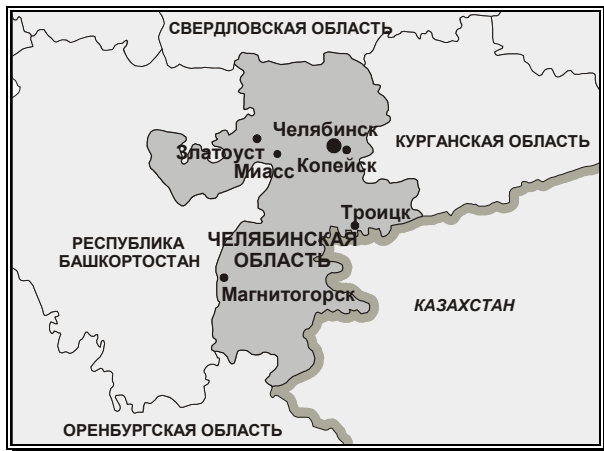 СВЕРДЛОВСКАЯ ОБЛАСТЬ
Челябинск
КУРГАНСКАЯ ОБЛАСТЬ
Златоуст
Копейск
Миасс
Троицк
РЕСПУБЛИКА
БАШКОРТОСТАН
ЧЕЛЯБИНСКАЯ
ОБЛАСТЬ
Магнитогорск
КАЗАХСТАН
ОРЕНБУРГСКАЯ ОБЛАСТЬ